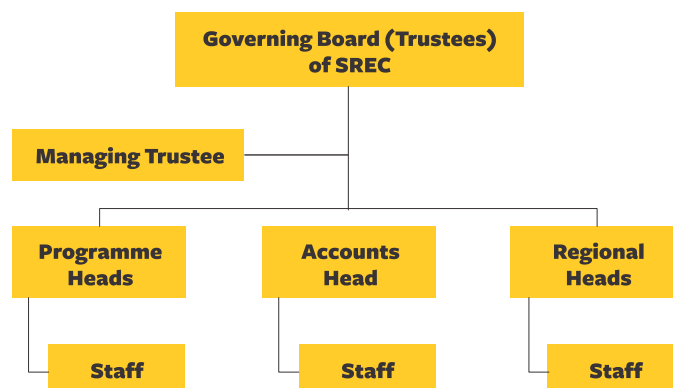 Governing Board (Trustees)
of SREC
Managing Trustee
Programme
Heads
Accounts
Head
Regional
Heads
Staff
Staff
Staff